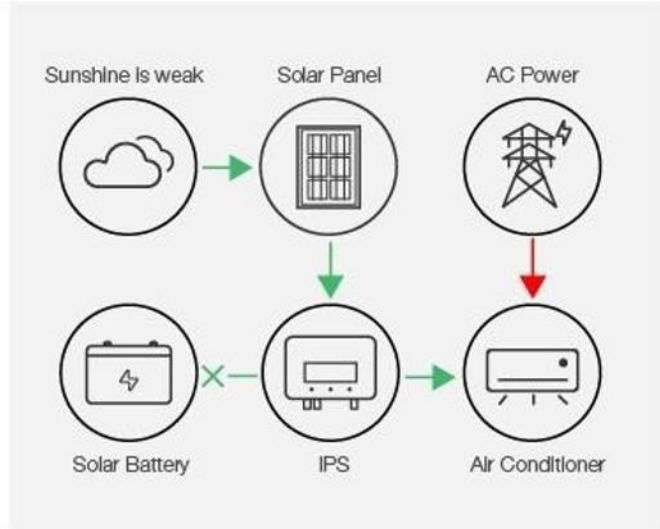 Sunshine is weak
Solar Panel
AC Power
Solar Battery
IPS
Air Conditioner